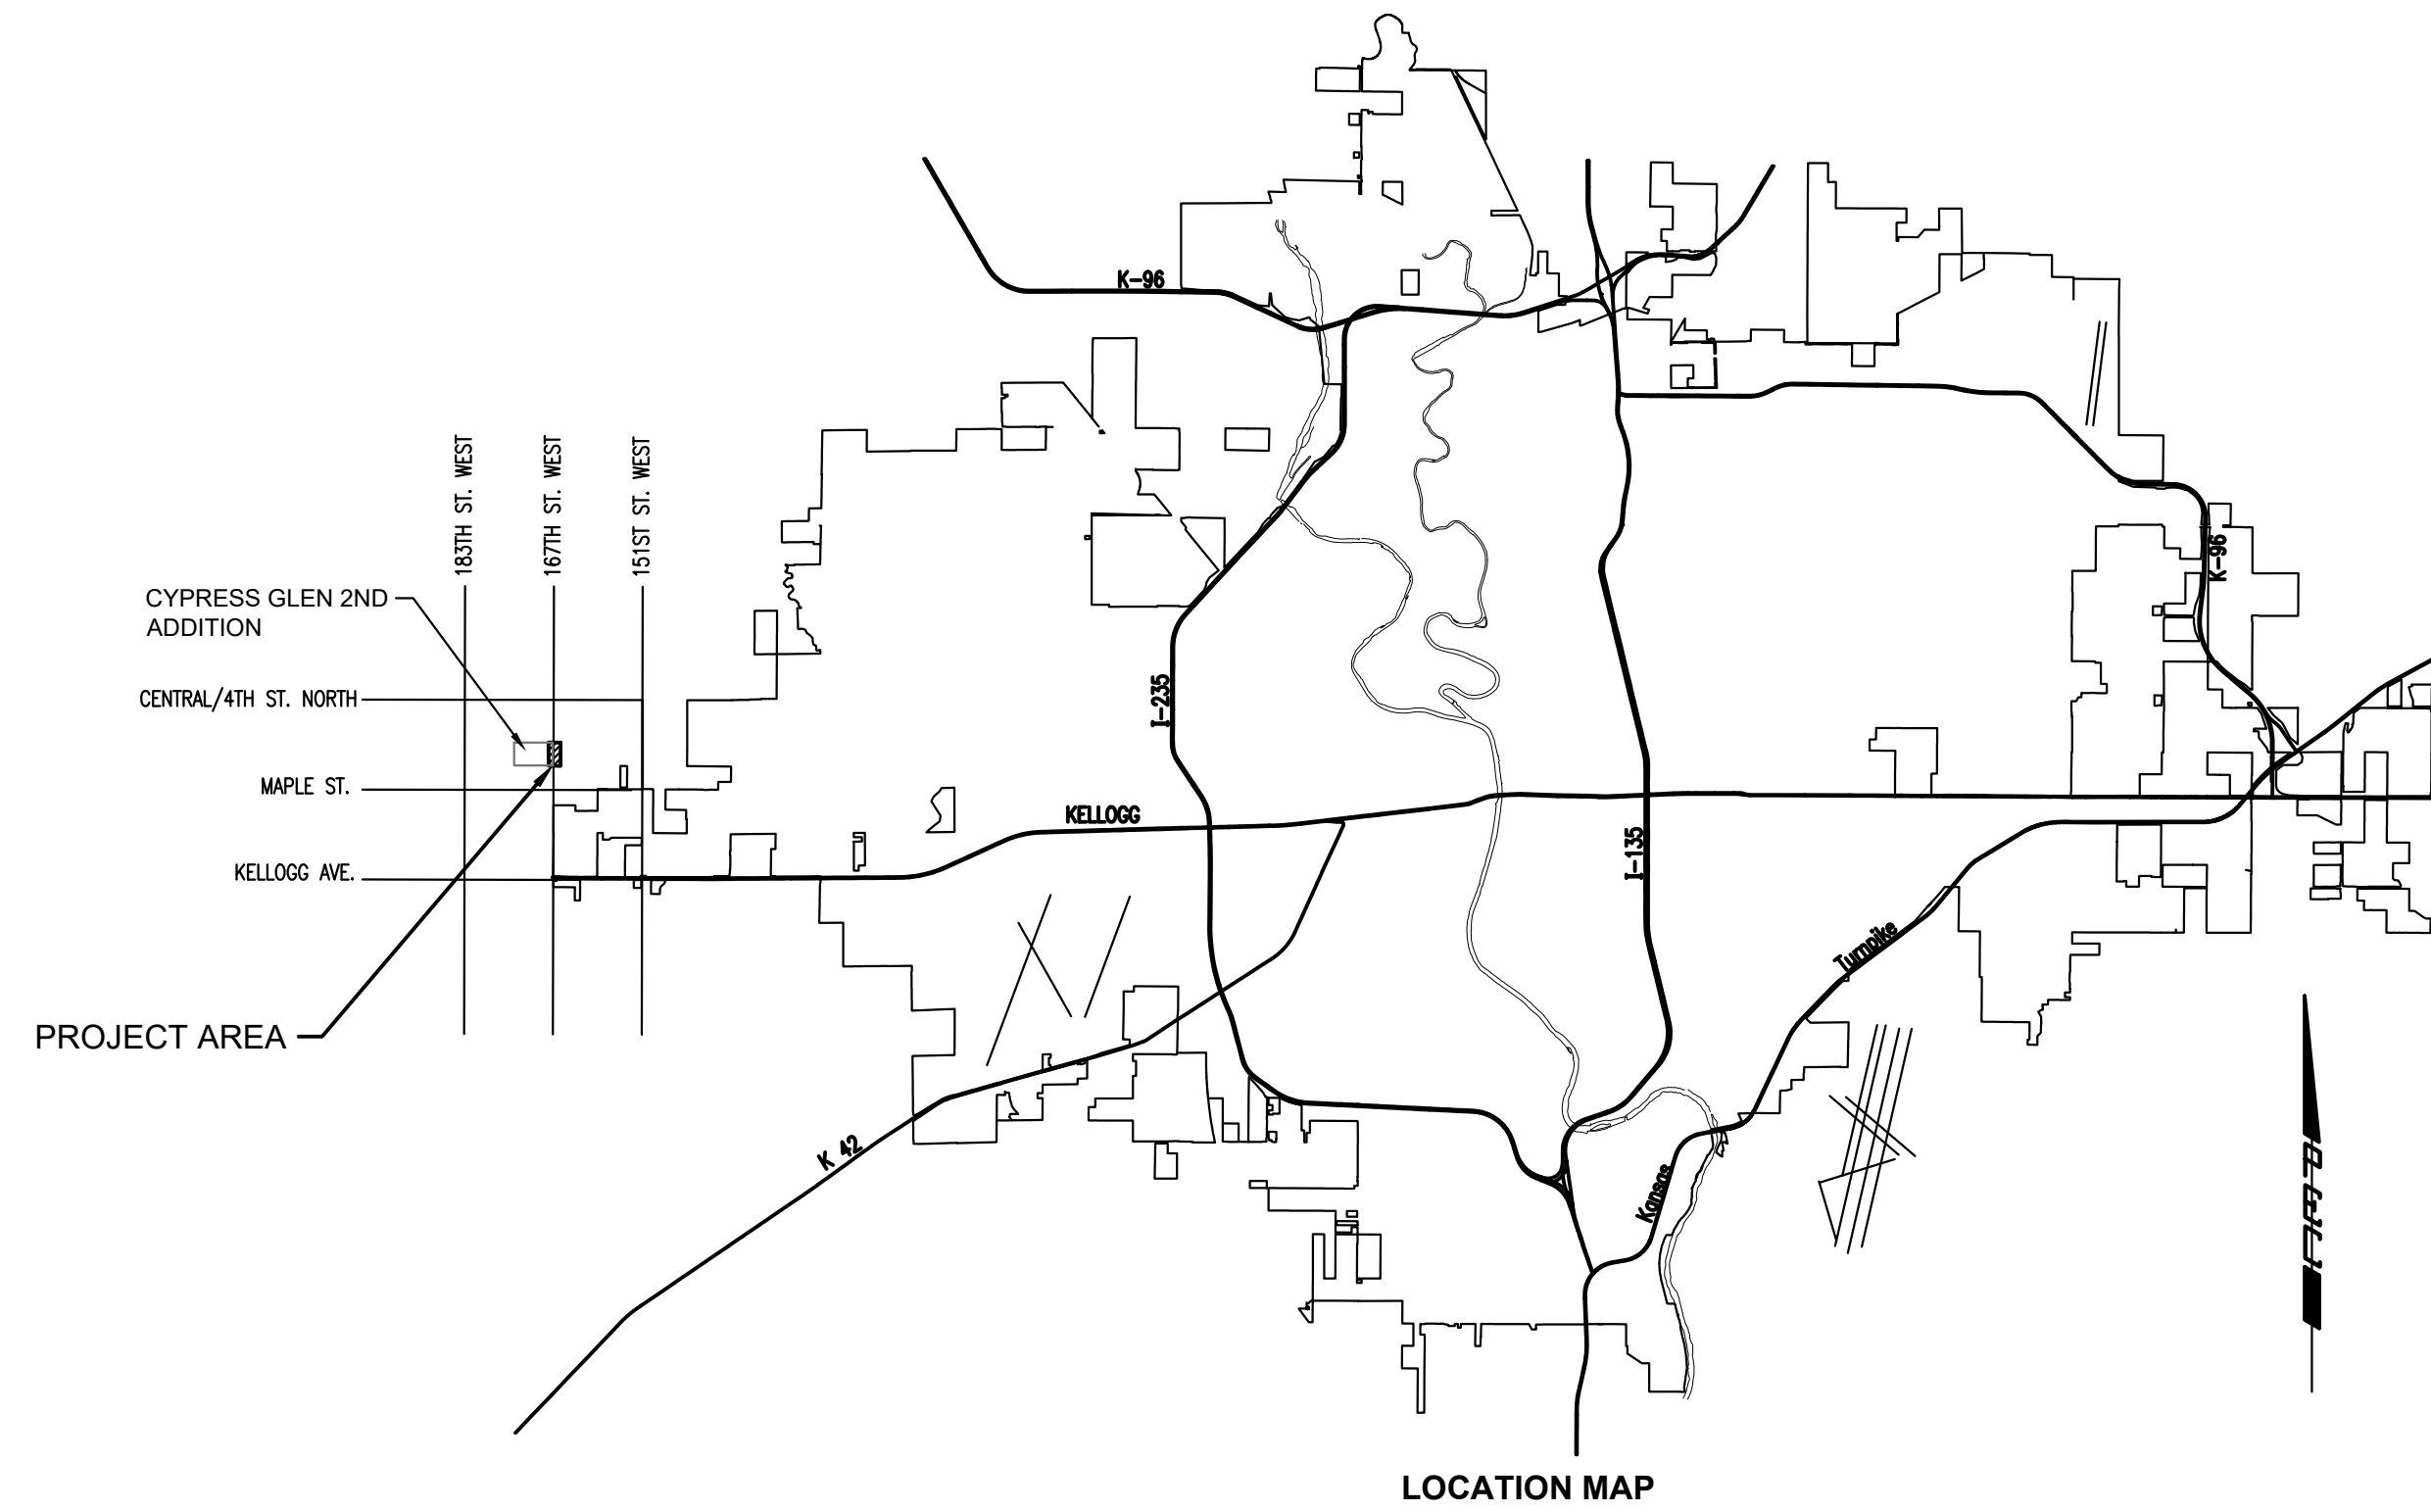 K-96
183TH ST. WEST
167TH ST. WEST
151ST ST. WEST
K-96
CYPRESS GLEN 2ND
ADDITION
CENTRAL/4TH ST. NORTH
I-235
MAPLE ST.
KELLOGG
I-135
KELLOGG AVE.
Turnpike
PROJECT AREA
K 42
Kansas
LOCATION MAP